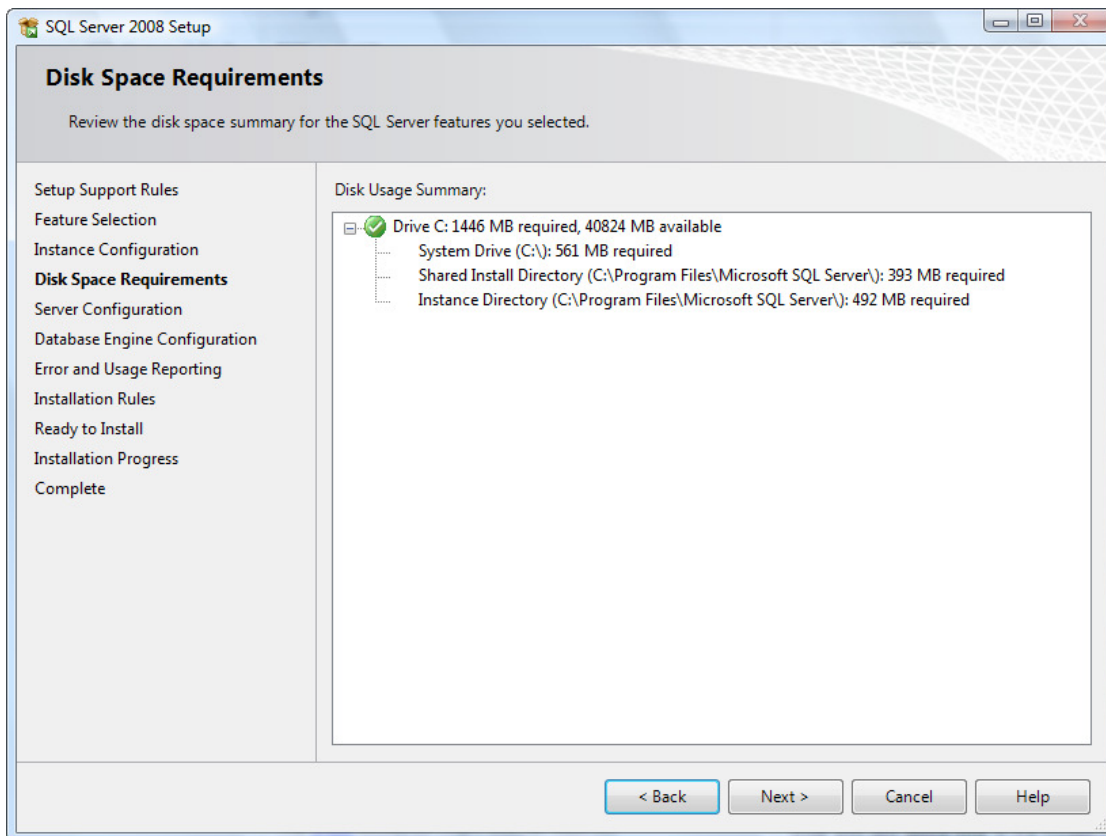 SQL Server 2008 Setup
Disk Space Requirements
Review the disk space summary for the SQL Server features you selected.
Setup Support Rules
Feature Selection
Instance Configuration
Disk Space Requirements
Server Configuration
Database Engine Configuration
Error and Usage Reporting
Installation Rules
Ready to Install
Installation Progress
Complete
Disk Usage Summary:
Drive C: 1446 MB required, 40824 MB available
System Drive (C:\): 561 MB required
Shared Install Directory (C:\Program Files\Microsoft SQL Server\): 393 MB required
Instance Directory (C:\Program Files\Microsoft SQL Server\): 492 MB required
< Back
Next >
Cancel
Help